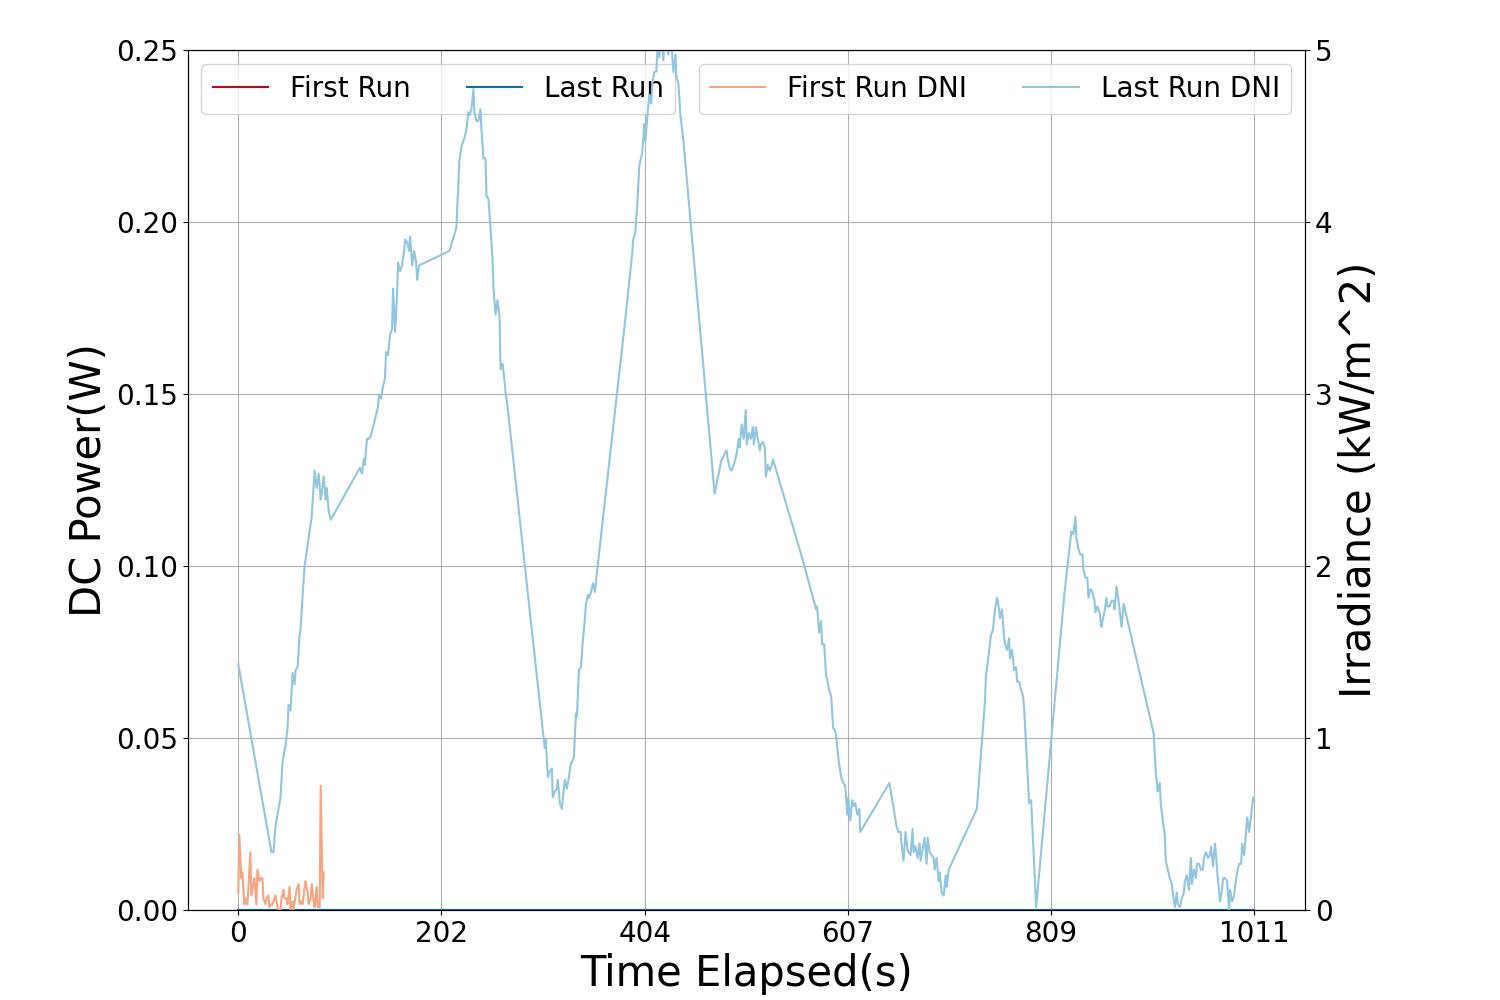 First Run
Last Run
First Run DNI
Last Run DNI
DC Power(W)
0.25
0.20
0.15
0.10
0.05
0.00
5
4
3
2
1
0
Irradiance (kW/m^2)
0 202 404 607 809 1011
Time Elapsed(s)